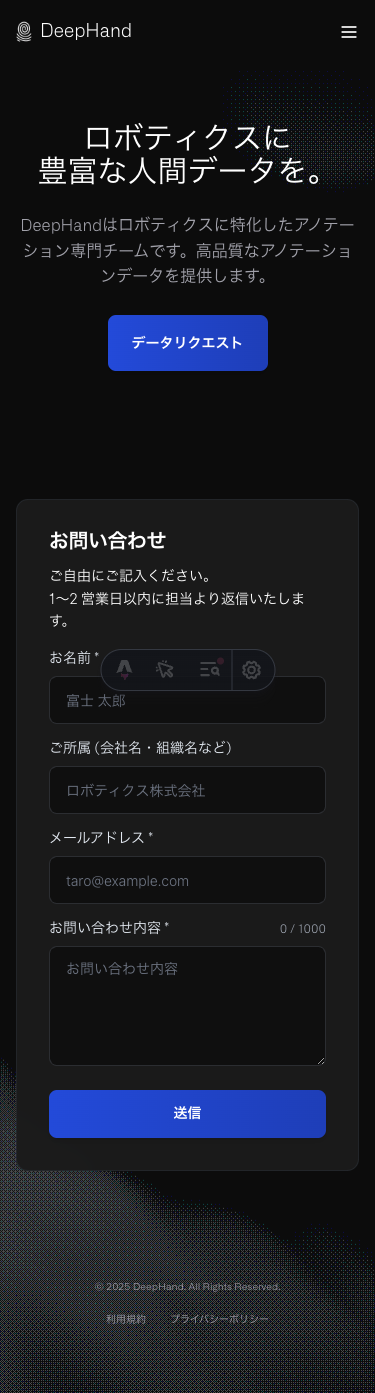 DeepHand
ロボティクスに
豊富な人間データを。
DeepHandはロボティクスに特化したアノテー
ション専門チームです。高品質なアノテーショ
ンデータを提供します。
データリクエスト
お問い合わせ
ご自由にご記入ください。
1〜2 営業日以内に担当より返信いたしま
す。
お名前 *
富士 太郎
ご所属 (会社名・組織名など)
ロボティクス株式会社
メールアドレス *
taro@example.com
お問い合わせ内容 *
0 / 1000
お問い合わせ内容
送信
© 2025 DeepHand. All Rights Reserved.
利用規約 プライバシーポリシー